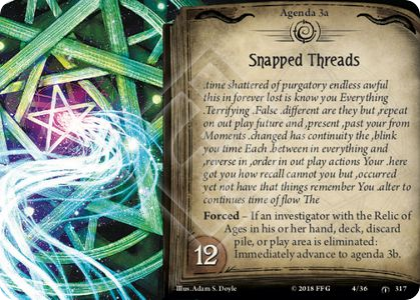 Agenda 3a
Snapped Threads
.time shattered of purgatory endless awful
this in forever lost is know you Everything
.Terrifying .False .different are they but ,repeat
on out play future and ,present ,past your from
Moments .changed has continuity the ,blink
you time Each .between in everything and
,reverse in ,order in out play actions Your .here
got you how recall cannot you but ,occurred
yet not have that things remember You .alter to
continues time of flow The
Forced – If an investigator with the Relic of
Ages in his or her hand, deck, discard
pile, or play area is eliminated:
Immediately advance to agenda 3b.
12
Illus. Adam S. Doyle
© 2018 FFG
4/36
317